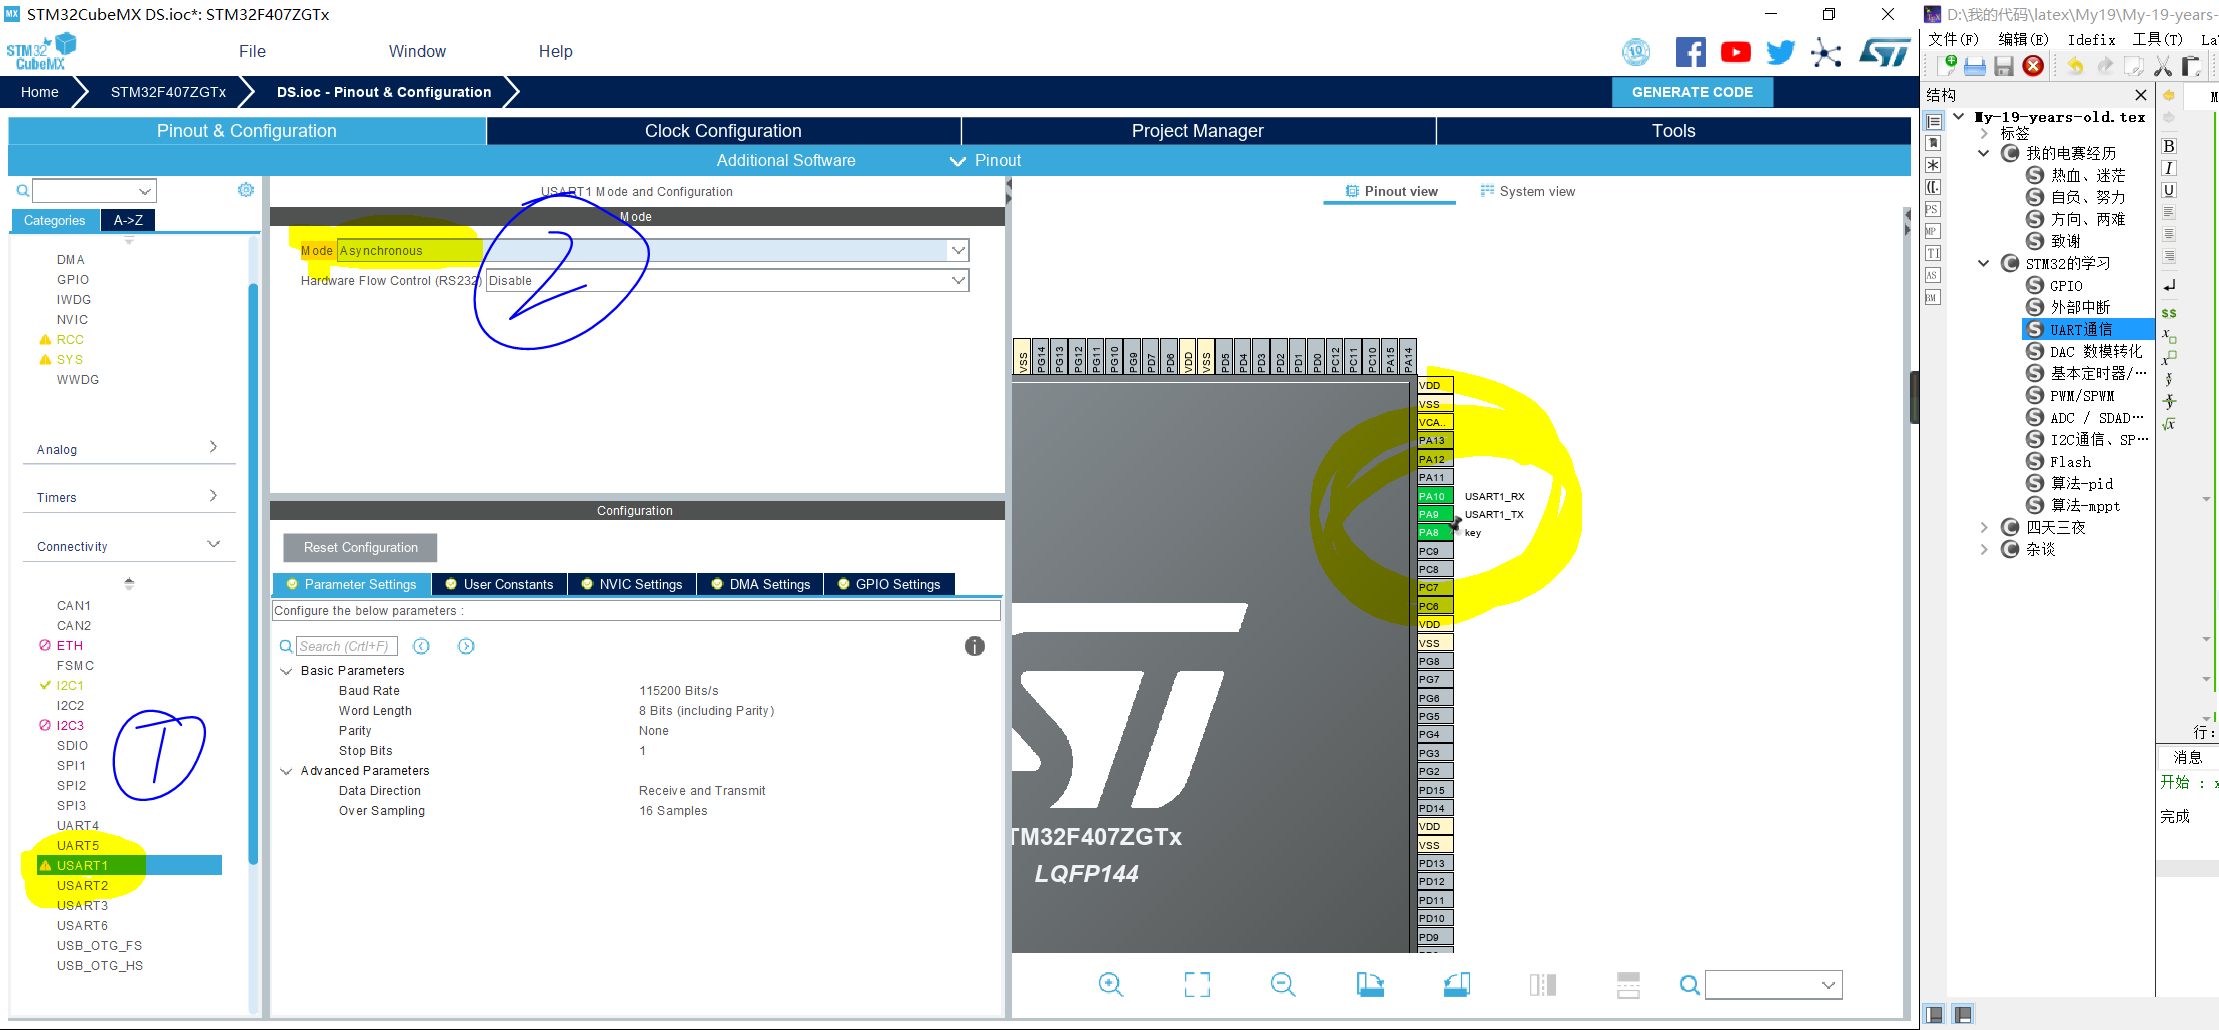 MX STM32CubeMX DS.ioc*: STM32F407ZGTx
STM32
CubeMX
File Window Help
10
ST
Home STM32F407ZGTx DS.ioc - Pinout & Configuration GENERATE CODE
Pinout & Configuration Clock Configuration Project Manager Tools
Additional Software Pinout
Categories A->Z
DMA
GPIO
IWDG
NVIC
RCC
SYS
WWDG
Analog
Timers
Connectivity
CAN1
CAN2
ETH
FSMC
I2C1
I2C2
I2C3
SDIO
SPI1
SPI2
SPI3
UART4
UART5
USART1
USART2
USART3
USART6
USB_OTG_FS
USB_OTG_HS
1
USART1 Mode and Configuration
Mode
Mode Asynchronous
Hardware Flow Control (RS232) Disable
2
Configuration
Reset Configuration
Parameter Settings User Constants NVIC Settings DMA Settings GPIO Settings
Configure the below parameters :
Search (Crtl+F)
Basic Parameters
Baud Rate 115200 Bits/s
Word Length 8 Bits (including Parity)
Parity None
Stop Bits 1
Advanced Parameters
Data Direction Receive and Transmit
Over Sampling 16 Samples
Pinout view System view
VSS PG14 PG13 PG12 PG11 PG10 PG9 PD7 PD6 VDD VSS PD5 PD4 PD3 PD2 PD1 PD0 PC12 PC11 PC10 PA15 PA14
VDD
VSS
VCA..
PA13
PA12
PA11
PA10 USART1_RX
PA9 USART1_TX
PA8 key
PC9
PC8
PC7
PC6
VDD
VSS
PG8
PG7
PG6
PG5
PG4
PG3
PG2
PD15
PD14
VDD
VSS
PD13
PD12
PD11
PD10
PD9
ST
TM32F407ZGTx
LQFP144
D:\我的代码\latex\My19\My-19-years-
文件(F) 编辑(E) Idefix 工具(T) La
结构
My-19-years-old.tex
标签
我的电赛经历
热血、迷茫
自负、努力
方向、两难
致谢
STM32的学习
GPIO
外部中断
UART通信
DAC 数模转化
基本定时器/…
PWM/SPWM
ADC / SDAD…
I2C通信、SP…
Flash
算法-pid
算法-mppt
四天三夜
杂谈
PS
MP
TI
AS
BM
M
B
I
U
$$
行:
消息
开始 : x
完成